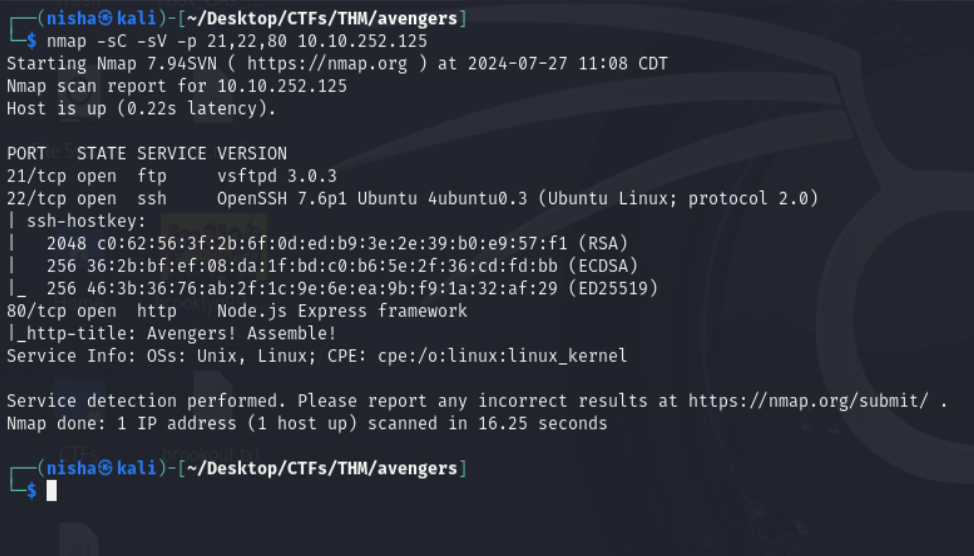 ┌──(nisha㉿kali)-[~/Desktop/CTFs/THM/avengers]
└─$ nmap -sC -sV -p 21,22,80 10.10.252.125
Starting Nmap 7.94SVN ( https://nmap.org ) at 2024-07-27 11:08 CDT
Nmap scan report for 10.10.252.125
Host is up (0.22s latency).

PORT   STATE SERVICE VERSION
21/tcp open  ftp     vsftpd 3.0.3
22/tcp open  ssh     OpenSSH 7.6p1 Ubuntu 4ubuntu0.3 (Ubuntu Linux; protocol 2.0)
| ssh-hostkey:
|   2048 c0:62:56:3f:2b:6f:0d:ed:b9:3e:2e:39:b0:e9:57:f1 (RSA)
|   256 36:2b:bf:ef:08:da:1f:bd:c0:b6:5e:2f:36:cd:fd:bb (ECDSA)
|_  256 46:3b:36:76:ab:2f:1c:9e:6e:ea:9b:f9:1a:32:af:29 (ED25519)
80/tcp open  http    Node.js Express framework
|_http-title: Avengers! Assemble!
Service Info: OSs: Unix, Linux; CPE: cpe:/o:linux:linux_kernel

Service detection performed. Please report any incorrect results at https://nmap.org/submit/ .
Nmap done: 1 IP address (1 host up) scanned in 16.25 seconds

┌──(nisha㉿kali)-[~/Desktop/CTFs/THM/avengers]
└─$